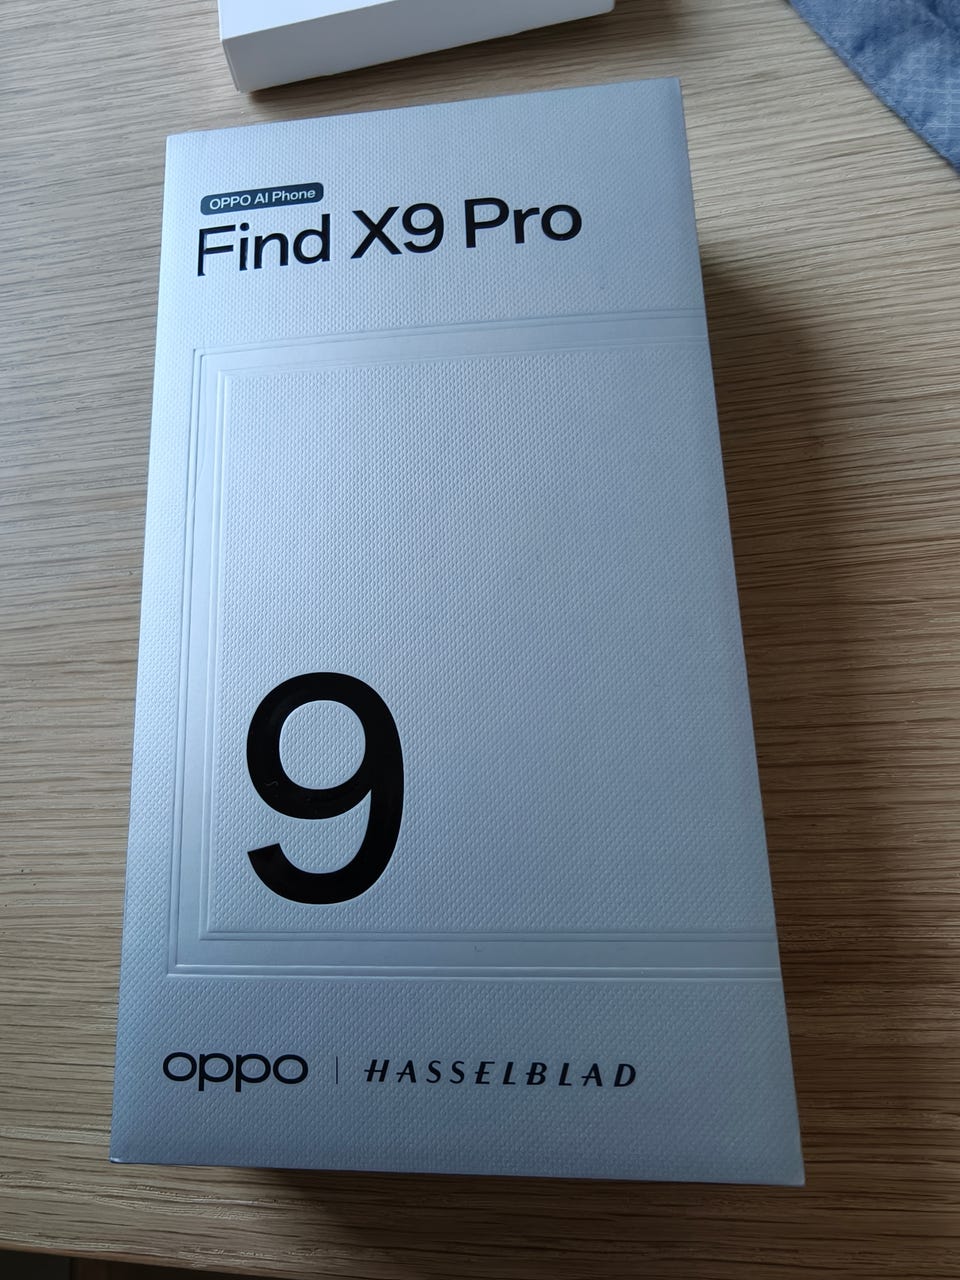 OPPO AI Phone
Find X9 Pro
9
oppo | HASSELBLAD